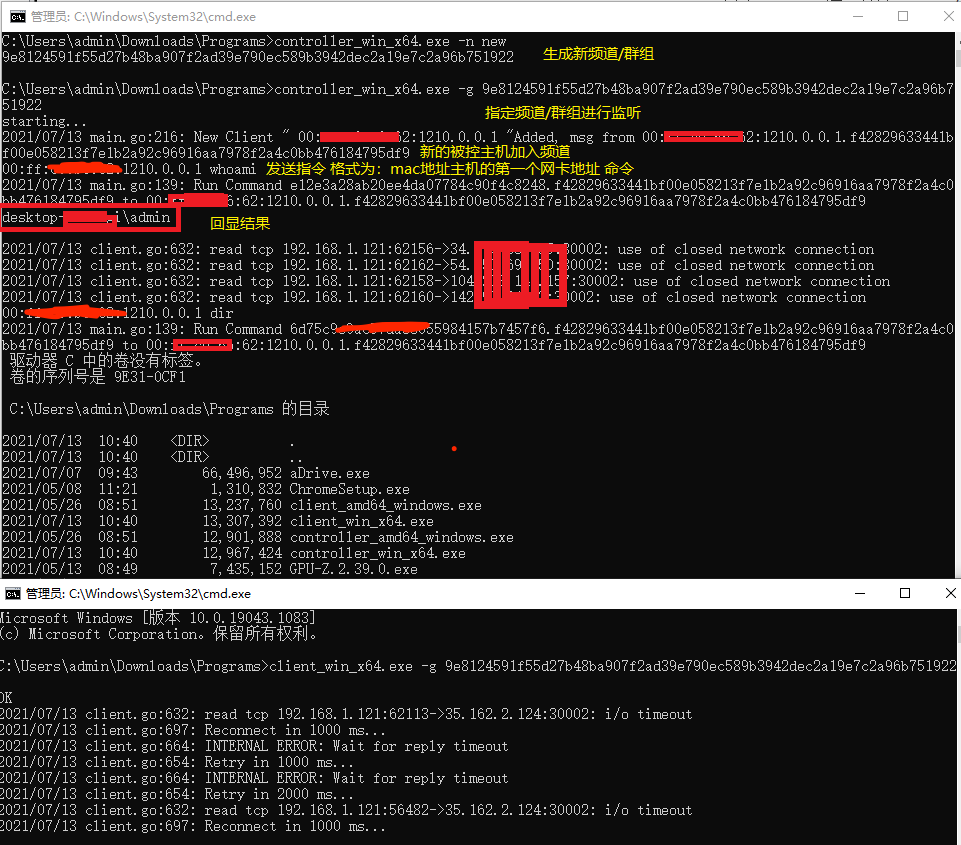 管理员: C:\Windows\System32\cmd.exe
C:\Users\admin\Downloads\Programs>controller_win_x64.exe -n new
9e8124591f55d27b48ba907f2ad39e790ec589b3942dec2a19e7c2a96b751922 生成新频道/群组
C:\Users\admin\Downloads\Programs>controller_win_x64.exe -g 9e8124591f55d27b48ba907f2ad39e790ec589b3942dec2a19e7c2a96b7
51922 指定频道/群组进行监听
starting...
2021/07/13 main.go:216: New Client " 00: 62:1210.0.0.1 "Added, msg from 00: 2:1210.0.0.1.f42829633441b
f00e058213f7e1b2a92c96916aa7978f2a4c0bb476184795df9 新的被控主机加入频道
00:ff: 1210.0.0.1 whoami 发送指令 格式为：mac地址主机的第一个网卡地址 命令
2021/07/13 main.go:139: Run Command e12e3a28ab2e4da07784c90f4c8248.f42829633441bf00e058213f7e1b2a92c96916aa7978f2a4c0
bb476184795df9 to 00: :62:1210.0.0.1.f42829633441bf00e058213f7e1b2a92c96916aa7978f2a4c0bb476184795df9
desktop- i\admin 回显结果
2021/07/13 client.go:632: read tcp 192.168.1.121:62156->34. :30002: use of closed network connection
2021/07/13 client.go:632: read tcp 192.168.1.121:62162->54. :30002: use of closed network connection
2021/07/13 client.go:632: read tcp 192.168.1.121:62158->104 :30002: use of closed network connection
2021/07/13 client.go:632: read tcp 192.168.1.121:62160->142 :30002: use of closed network connection
00: 1210.0.0.1 dir
2021/07/13 main.go:139: Run Command 6d75c9 55984157b7457f6.f42829633441bf00e058213f7e1b2a92c96916aa7978f2a4c0
bb476184795df9 to 00: :62:1210.0.0.1.f42829633441bf00e058213f7e1b2a92c96916aa7978f2a4c0bb476184795df9
驱动器 C 中的卷没有标签。
卷的序列号是 9E31-0CF1
C:\Users\admin\Downloads\Programs 的目录
2021/07/13 10:40 <DIR> .
2021/07/13 10:40 <DIR> ..
2021/07/07 09:43 66,496,952 aDrive.exe
2021/05/08 11:21 1,310,832 ChromeSetup.exe
2021/05/26 08:51 13,237,760 client_amd64_windows.exe
2021/07/13 10:40 13,307,392 client_win_x64.exe
2021/05/26 08:51 12,901,888 controller_amd64_windows.exe
2021/07/13 10:40 12,967,424 controller_win_x64.exe
2021/05/13 08:49 7,435,152 GPU-Z.2.39.0.exe
管理员: C:\Windows\System32\cmd.exe
Microsoft Windows [版本 10.0.19043.1083]
(c) Microsoft Corporation。保留所有权利。
C:\Users\admin\Downloads\Programs>client_win_x64.exe -g 9e8124591f55d27b48ba907f2ad39e790ec589b3942dec2a19e7c2a96b751922
OK
2021/07/13 client.go:632: read tcp 192.168.1.121:62113->35.162.2.124:30002: i/o timeout
2021/07/13 client.go:697: Reconnect in 1000 ms...
2021/07/13 client.go:664: INTERNAL ERROR: Wait for reply timeout
2021/07/13 client.go:654: Retry in 1000 ms...
2021/07/13 client.go:664: INTERNAL ERROR: Wait for reply timeout
2021/07/13 client.go:654: Retry in 2000 ms...
2021/07/13 client.go:632: read tcp 192.168.1.121:56482->35.162.2.124:30002: i/o timeout
2021/07/13 client.go:697: Reconnect in 1000 ms...